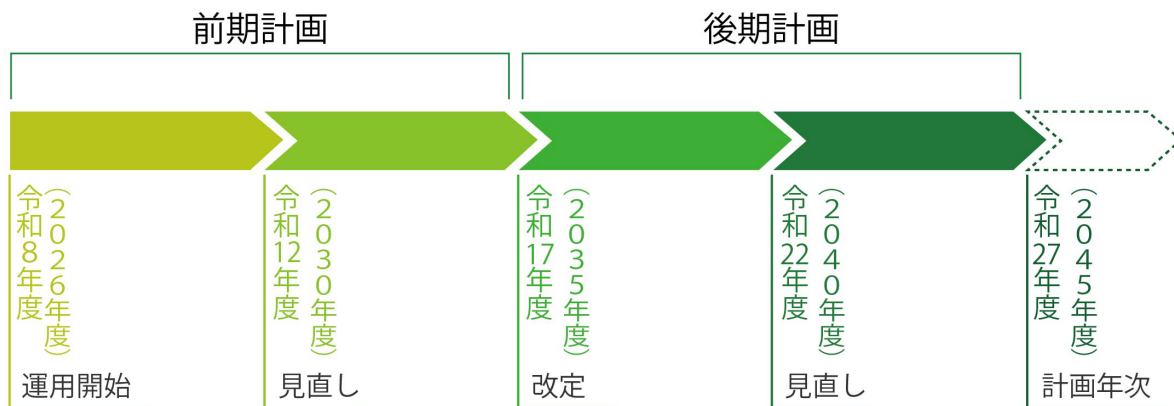 前期計画
後期計画
令和8年度
（2026年度）
運用開始
令和12年度
（2030年度）
見直し
令和17年度
（2035年度）
改定
令和22年度
（2040年度）
見直し
令和27年度
（2045年度）
計画年次